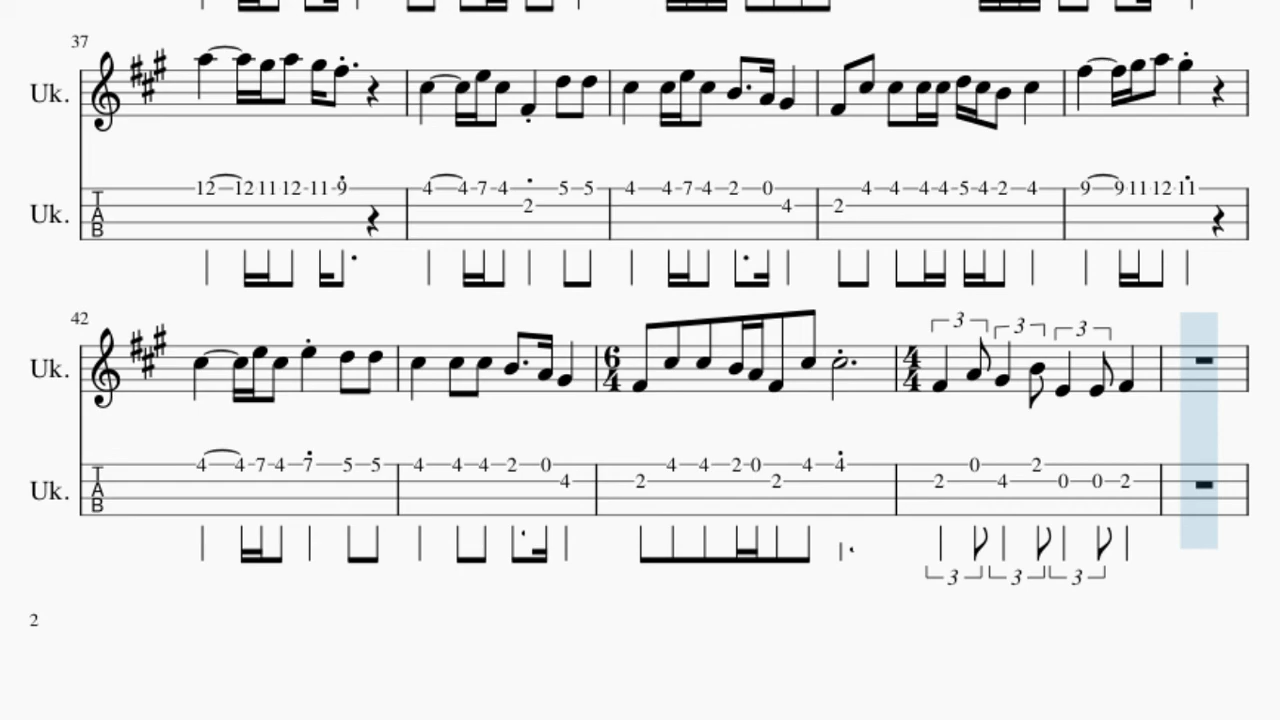 37
Uk.
Uk. T A B 12 12 11 12 11 9 4 4 7 4 2 5 5 4 4 7 4 2 0 4 2 4 4 4 4 5 4 2 4 9 9 11 12 11
42
3 3 3
Uk. 6 4 4 4
Uk. T A B 4 4 7 4 7 5 5 4 4 4 2 0 4 2 4 4 2 0 2 4 4 2 0 4 2 0 0 2
3 3 3
2